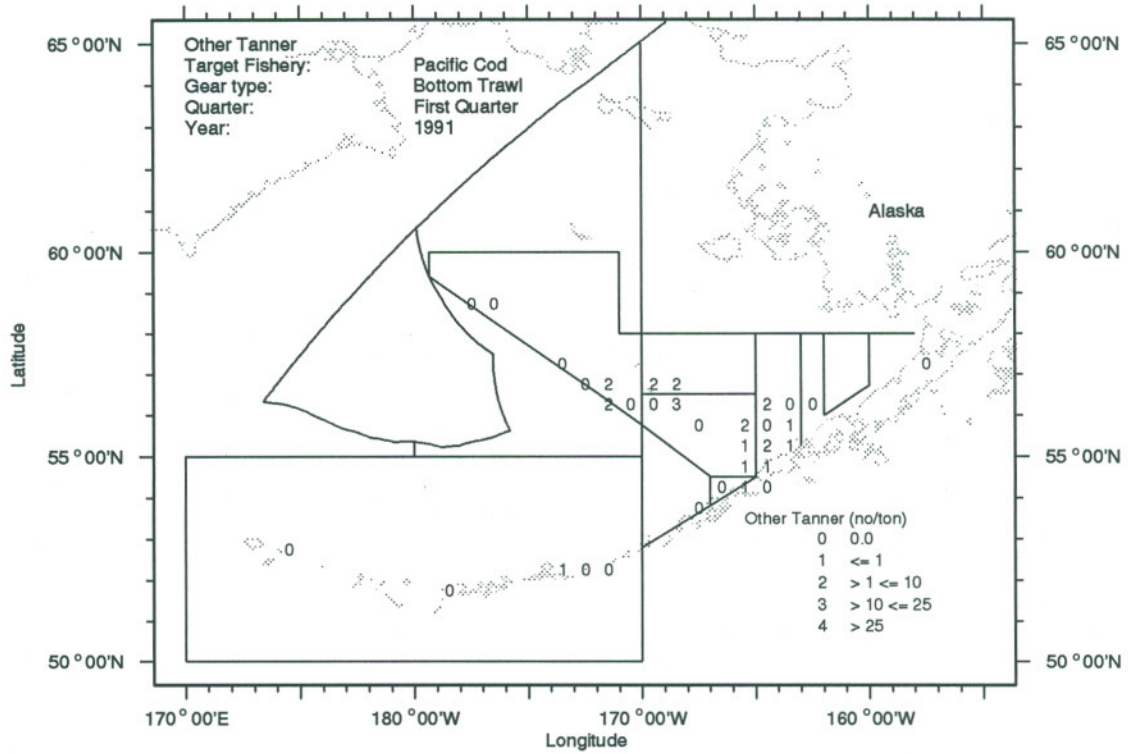 65 °00'N 65 °00'N
Other Tanner
Target Fishery: Pacific Cod
Gear type: Bottom Trawl
Quarter: First Quarter
Year: 1991
Alaska
60 °00'N 60 °00'N
0 0
Latitude
0 0
0 2 2 2
2 0 0 3 2 0 0
0 2 0 1
1 2 1
55 °00'N 1 1 55 °00'N
0 1 0
0
Other Tanner (no/ton)
0 0.0
0
1 <= 1
1 0 0
2 > 1 <= 10
0
3 > 10 <= 25
4 > 25
50 °00'N 50 °00'N
170 °00'E 180 °00'W 170 °00'W 160 °00'W
Longitude